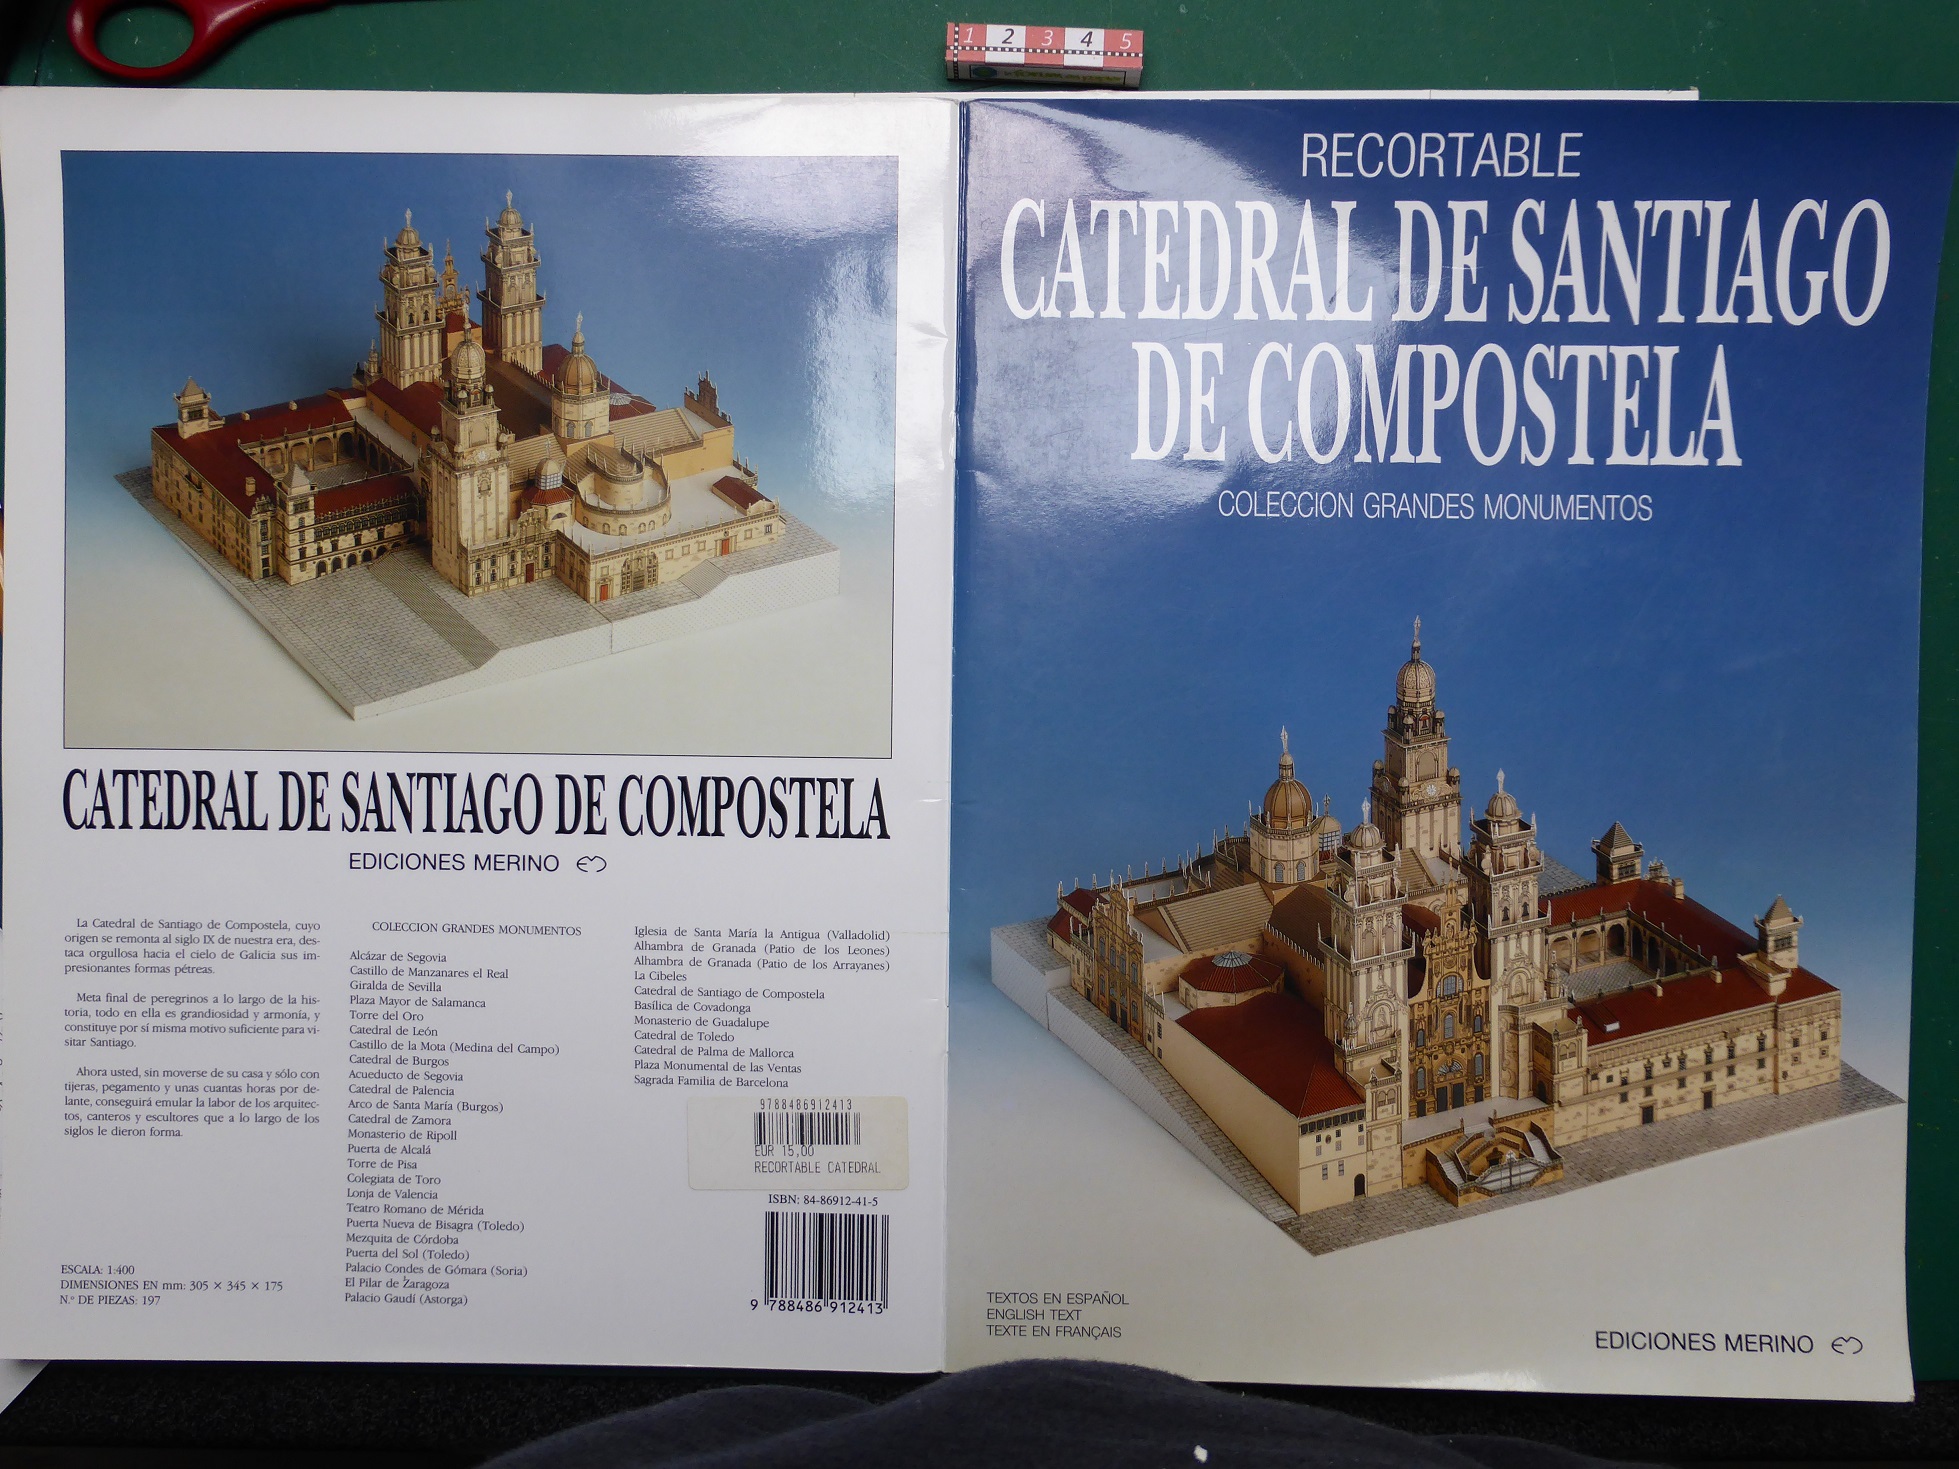 1 2 3 4 5
CATEDRAL DE SANTIAGO DE COMPOSTELA
EDICIONES MERINO
La Catedral de Santiago de Compostela, cuyo
origen se remonta al siglo IX de nuestra era, des-
taca orgullosa hacia el cielo de Galicia sus im-
presionantes formas pétreas.
Meta final de peregrinos a lo largo de la his-
toria, todo en ella es grandiosidad y armonía, y
constituye por sí misma motivo suficiente para vi-
sitar Santiago.
Ahora usted, sin moverse de su casa y sólo con
tijeras, pegamento y unas cuantas horas por de-
lante, conseguirá emular la labor de los arquitec-
tos, canteros y escultores que a lo largo de los
siglos le dieron forma.
ESCALA: 1:400
DIMENSIONES EN mm: 305 × 345 × 175
N.º DE PIEZAS: 197
COLECCION GRANDES MONUMENTOS
Alcázar de Segovia
Castillo de Manzanares el Real
Giralda de Sevilla
Plaza Mayor de Salamanca
Torre del Oro
Catedral de León
Castillo de la Mota (Medina del Campo)
Catedral de Burgos
Acueducto de Segovia
Catedral de Palencia
Arco de Santa María (Burgos)
Catedral de Zamora
Monasterio de Ripoll
Puerta de Alcalá
Torre de Pisa
Colegiata de Toro
Lonja de Valencia
Teatro Romano de Mérida
Puerta Nueva de Bisagra (Toledo)
Mezquita de Córdoba
Puerta del Sol (Toledo)
Palacio Condes de Gómara (Soria)
El Pilar de Zaragoza
Palacio Gaudí (Astorga)
Iglesia de Santa María la Antigua (Valladolid)
Alhambra de Granada (Patio de los Leones)
Alhambra de Granada (Patio de los Arrayanes)
La Cibeles
Catedral de Santiago de Compostela
Basílica de Covadonga
Monasterio de Guadalupe
Catedral de Toledo
Catedral de Palma de Mallorca
Plaza Monumental de las Ventas
Sagrada Familia de Barcelona
9788486912413
EUR 15,00
RECORTABLE CATEDRAL
ISBN: 84-86912-41-5
9 788486 912413
RECORTABLE
CATEDRAL DE SANTIAGO
DE COMPOSTELA
COLECCION GRANDES MONUMENTOS
TEXTOS EN ESPAÑOL
ENGLISH TEXT
TEXTE EN FRANÇAIS
EDICIONES MERINO